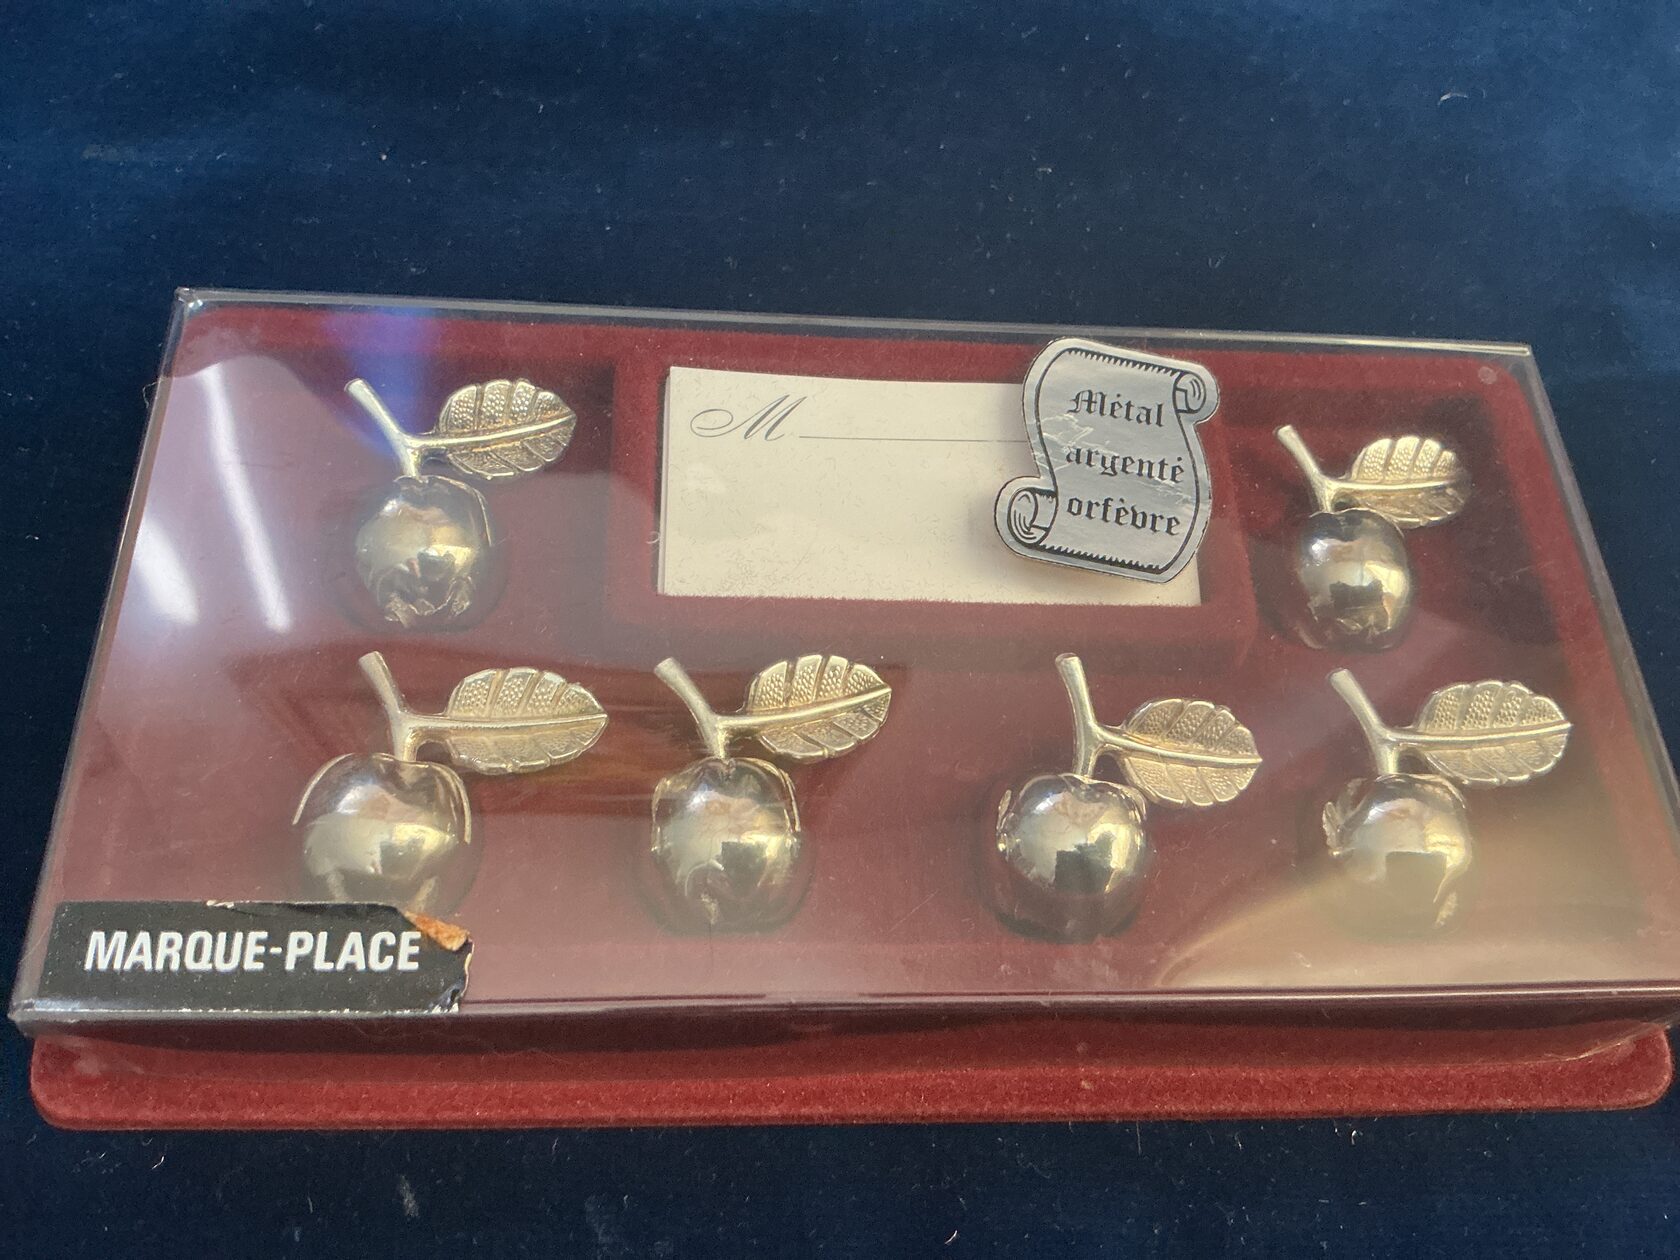 M
Métal
argenté
orfèvre
MARQUE-PLACE